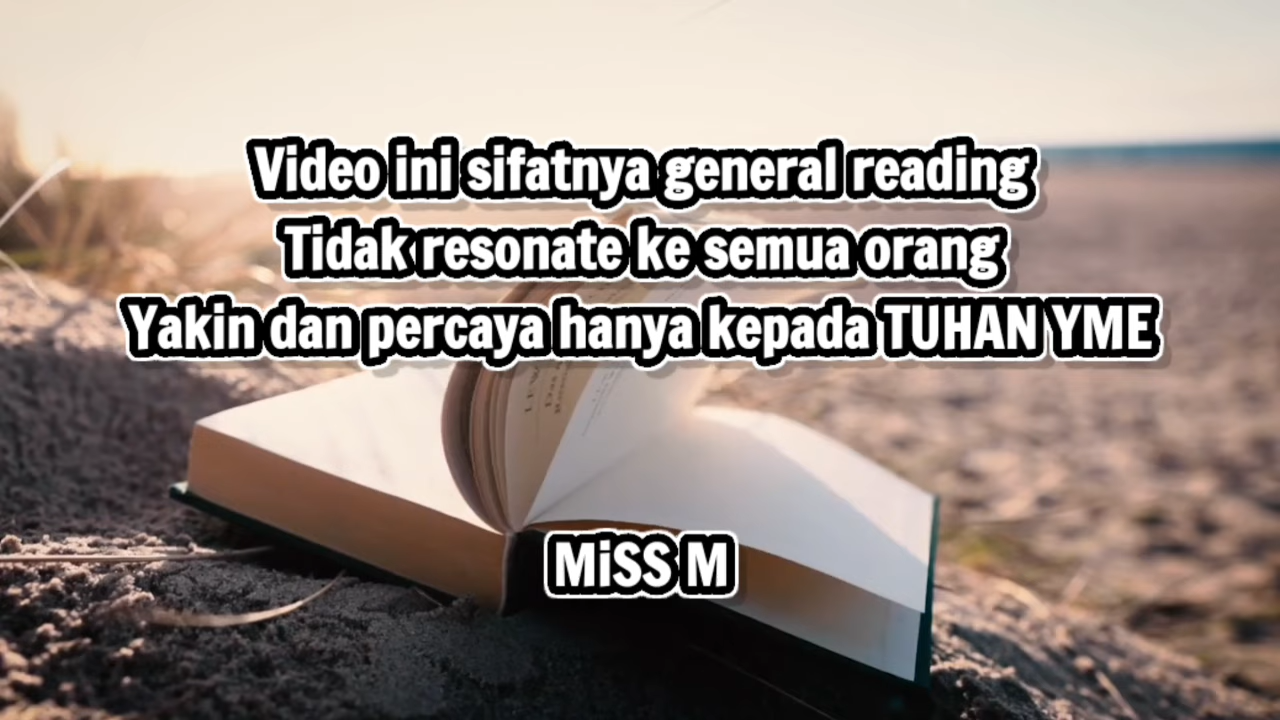 Video ini sifatnya general reading
Tidak resonate ke semua orang
Yakin dan percaya hanya kepada TUHAN YME
MiSS M